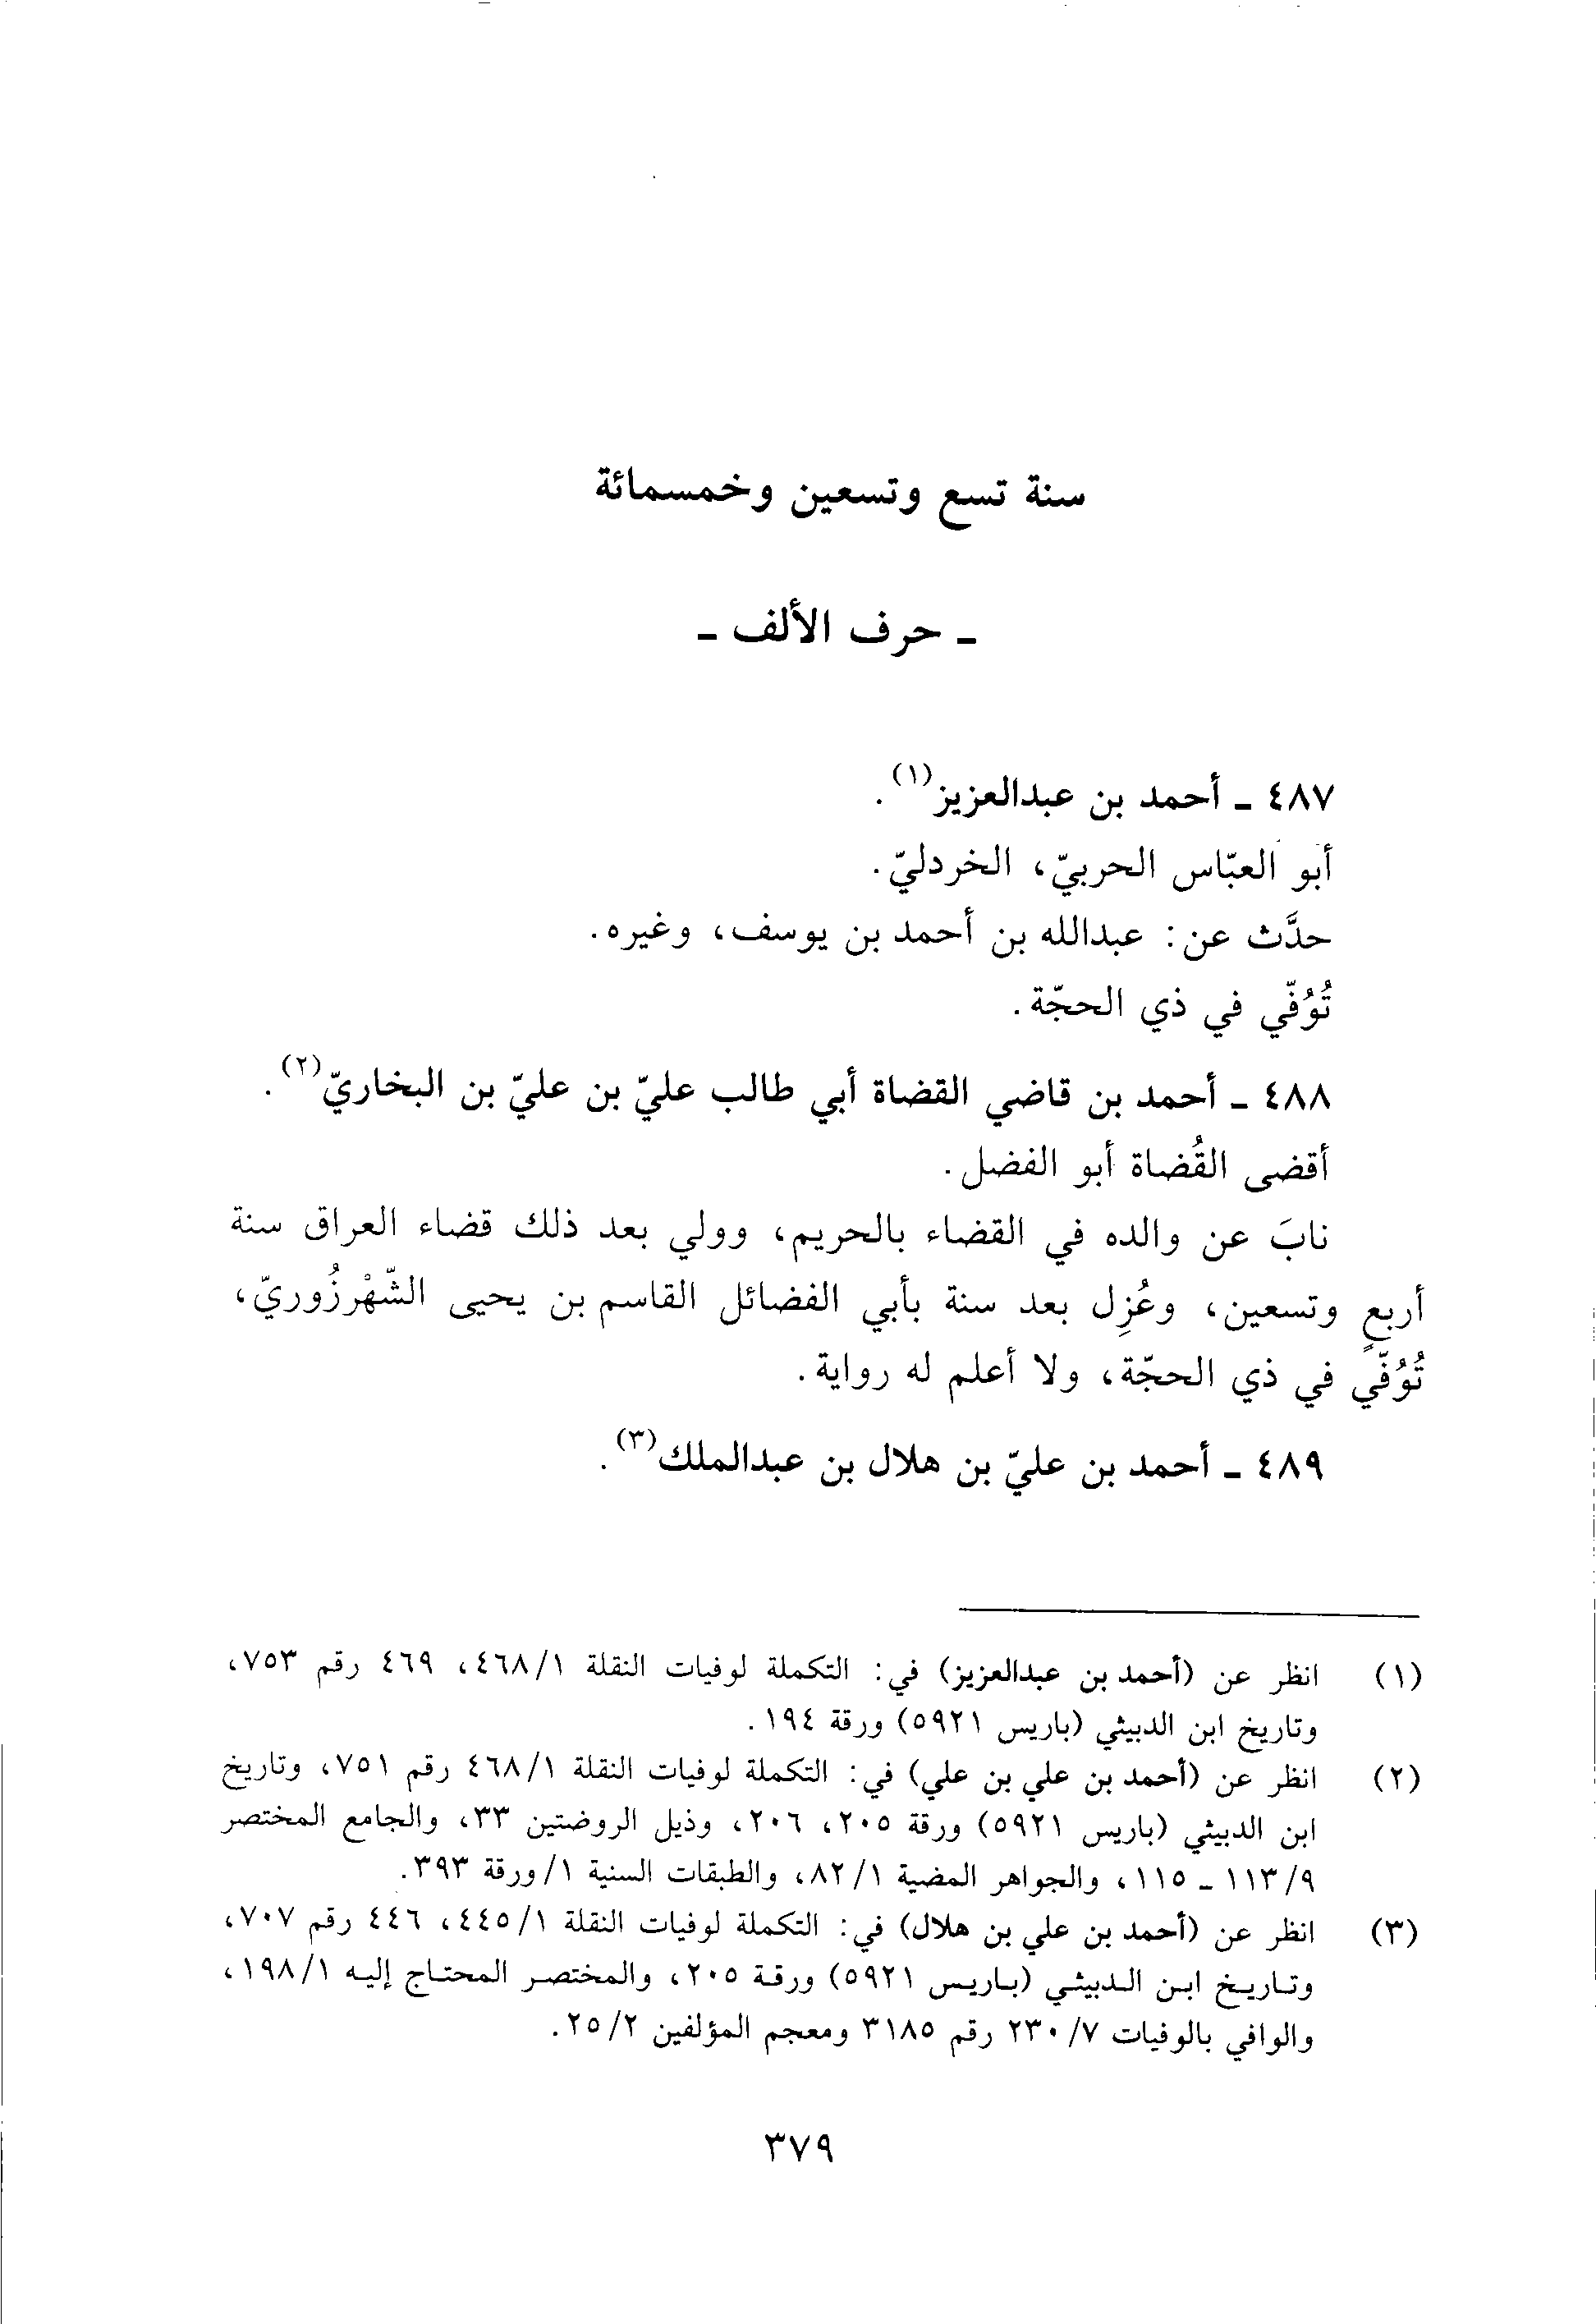 سنة تسع وتسعين وخمسمائة
ـ حرف الألف ـ
٤٨٧ ـ أحمد بن عبدالعزيز(١).
أبو العبّاس الحربيّ، الخردليّ.
حدَّث عن: عبدالله بن أحمد بن يوسف، وغيره.
تُوُفّي في ذي الحجّة.
٤٨٨ ـ أحمد بن قاضي القضاة أبي طالب عليّ بن عليّ بن البخاريّ(٢).
أقضى القُضاة أبو الفضل.
نابَ عن والده في القضاء بالحريم، وولي بعد ذلك قضاء العراق سنة
أربعٍ وتسعين، وعُزِل بعد سنة بأبي الفضائل القاسم بن يحيى الشّهْرزُوريّ،
تُوُفّي في ذي الحجّة، ولا أعلم له رواية.
٤٨٩ ـ أحمد بن عليّ بن هلال بن عبدالملك(٣).
(١) انظر عن (أحمد بن عبدالعزيز) في: التكملة لوفيات النقلة ٤٦٨/١، ٤٦٩ رقم ٧٥٣،
وتاريخ ابن الدبيثي (باريس ٥٩٢١) ورقة ١٩٤.
(٢) انظر عن (أحمد بن علي بن علي) في: التكملة لوفيات النقلة ٤٦٨/١ رقم ٧٥١، وتاريخ
ابن الدبيثي (باريس ٥٩٢١) ورقة ٢٠٥، ٢٠٦، وذيل الروضتين ٣٣، والجامع المختصر
٩/ ١١٣ ـ ١١٥، والجواهر المضية ٨٢/١، والطبقات السنية ١/ورقة ٣٩٣.
(٣) انظر عن (أحمد بن علي بن هلال) في: التكملة لوفيات النقلة ٤٤٥/١، ٤٤٦ رقم ٧٠٧،
وتاريخ ابن الدبيثي (باريس ٥٩٢١) ورقة ٢٠٥، والمختصر المحتاج إليه ١٩٨/١،
والوافي بالوفيات ٧/ ٢٣٠ رقم ٣١٨٥ ومعجم المؤلفين ٢٥/٢.
٣٧٩